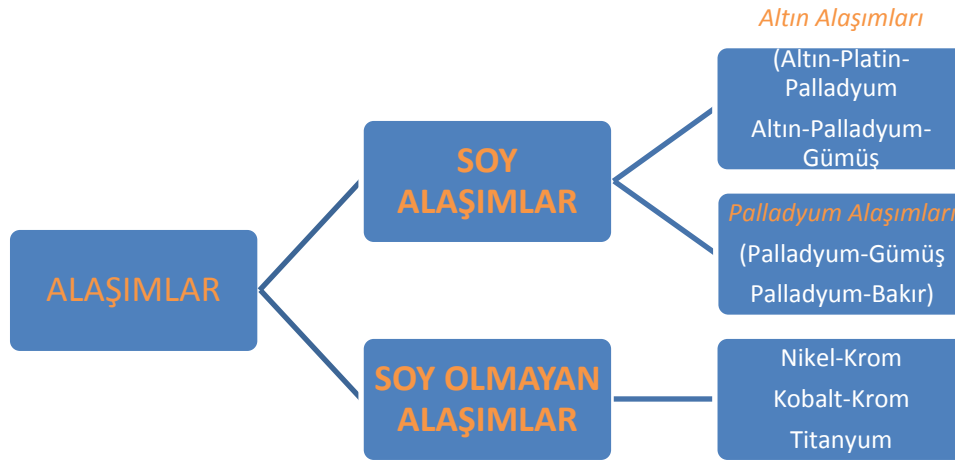 ALAŞIMLAR
SOY
ALAŞIMLAR
Altın Alaşımları
(Altın-Platin-
Palladyum
Altın-Palladyum-
Gümüş
Palladyum Alaşımları
(Palladyum-Gümüş
Palladyum-Bakır)
SOY OLMAYAN
ALAŞIMLAR
Nikel-Krom
Kobalt-Krom
Titanyum